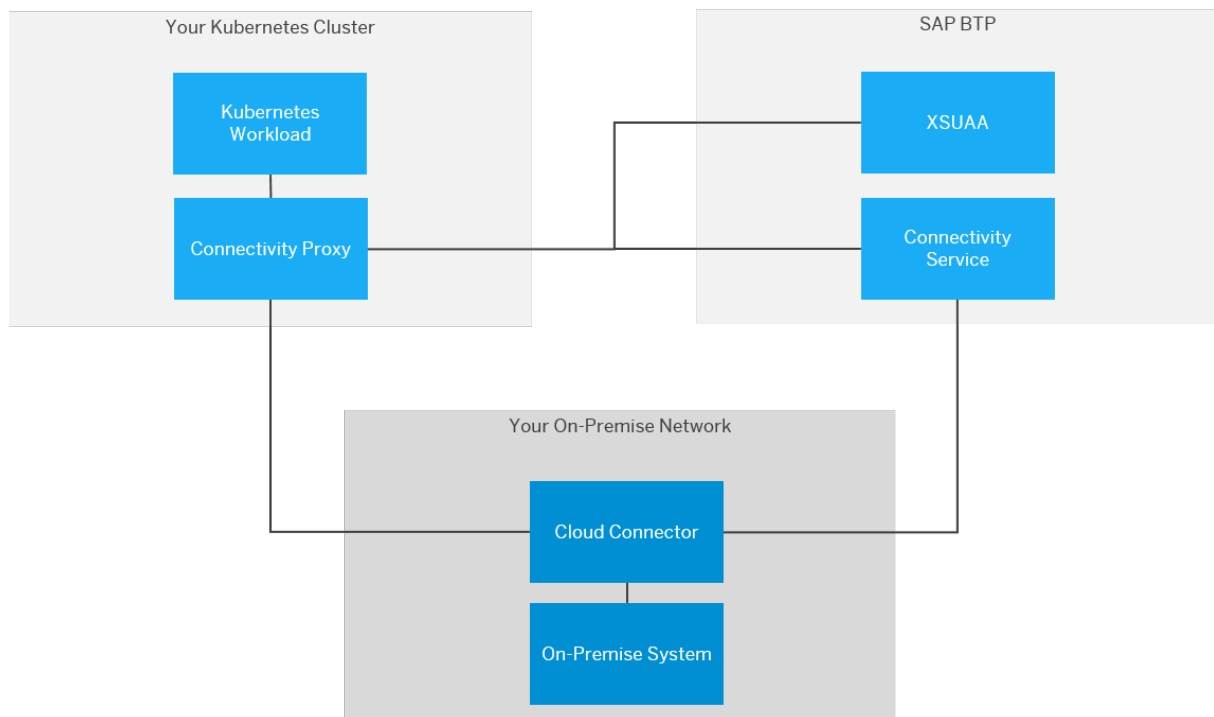 Your Kubernetes Cluster
Kubernetes
Workload
Connectivity Proxy
SAP BTP
XSUAA
Connectivity
Service
Your On-Premise Network
Cloud Connector
On-Premise System